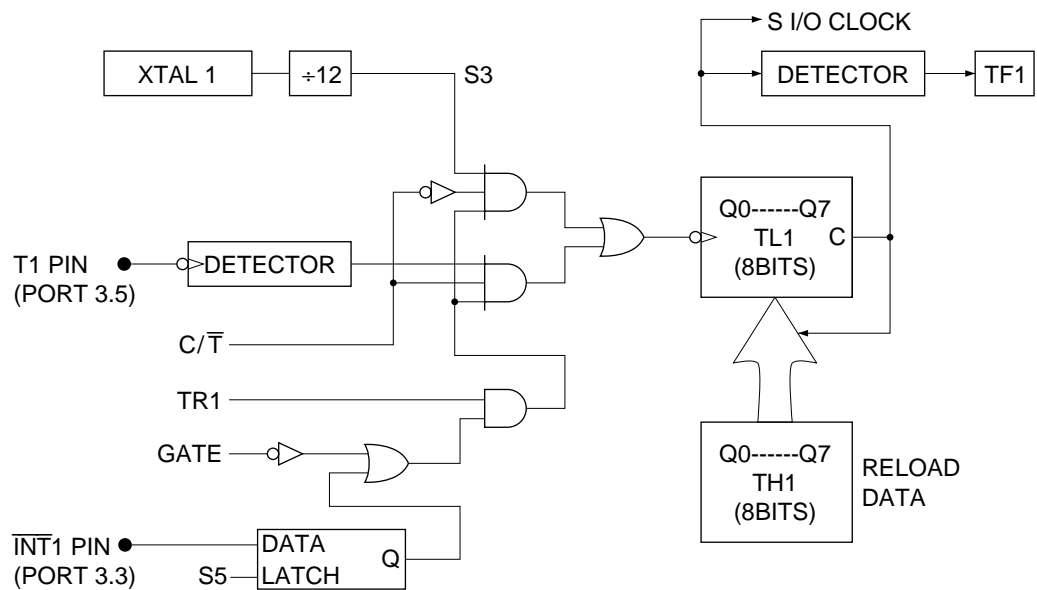 S I/O CLOCK
XTAL 1
÷12
S3
DETECTOR
TF1
Q0------Q7
TL1
C
(8BITS)
T1 PIN
(PORT 3.5)
DETECTOR
C/T̅
TR1
GATE
Q0------Q7
TH1
(8BITS)
RELOAD
DATA
I̅N̅T̅1 PIN
(PORT 3.3)
DATA
Q
S5
LATCH